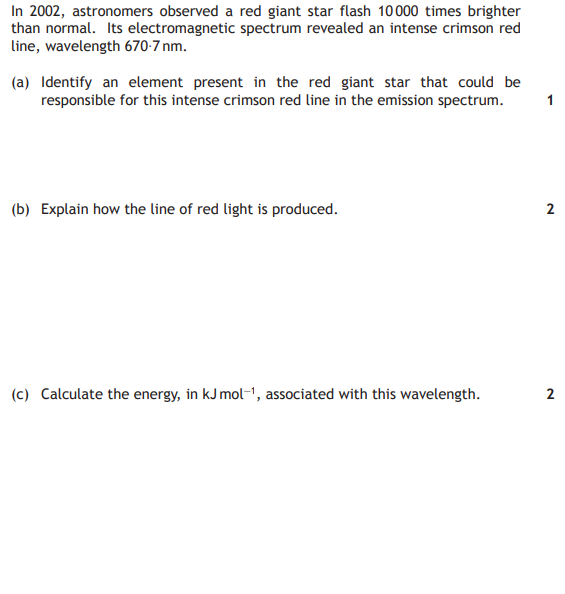 In 2002, astronomers observed a red giant star flash 10 000 times brighter
than normal. Its electromagnetic spectrum revealed an intense crimson red
line, wavelength 670·7 nm.
(a) Identify an element present in the red giant star that could be
responsible for this intense crimson red line in the emission spectrum. 1
(b) Explain how the line of red light is produced. 2
(c) Calculate the energy, in kJ mol⁻¹, associated with this wavelength. 2